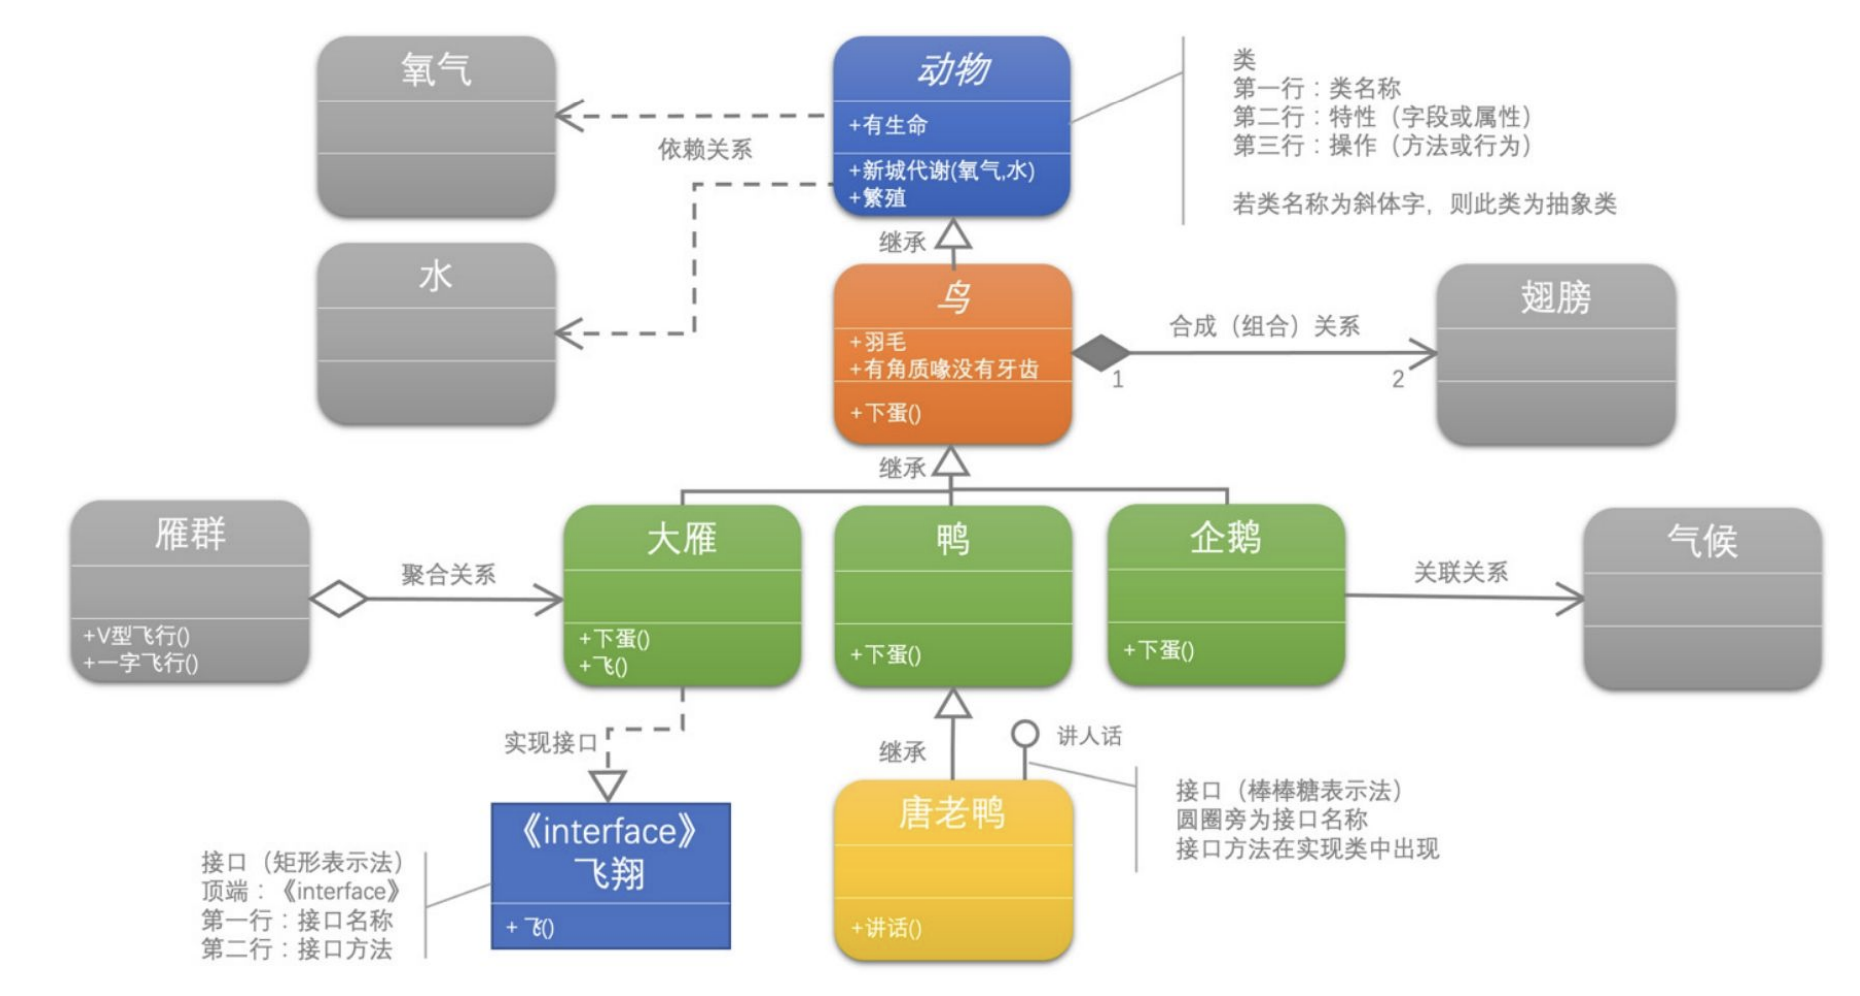 氧气
动物
+有生命
+新城代谢(氧气,水)
+繁殖
类
第一行：类名称
第二行：特性（字段或属性）
第三行：操作（方法或行为）
若类名称为斜体字，则此类为抽象类
依赖关系
水
继承
鸟
+羽毛
+有角质喙没有牙齿
+下蛋()
合成（组合）关系
1
2
翅膀
继承
雁群
+V型飞行()
+一字飞行()
聚合关系
大雁
+下蛋()
+飞()
鸭
+下蛋()
企鹅
+下蛋()
关联关系
气候
实现接口
继承
讲人话
接口（棒棒糖表示法）
圆圈旁为接口名称
接口方法在实现类中出现
接口（矩形表示法）
顶端：《interface》
第一行：接口名称
第二行：接口方法
《interface》
飞翔
+ 飞()
唐老鸭
+讲话()